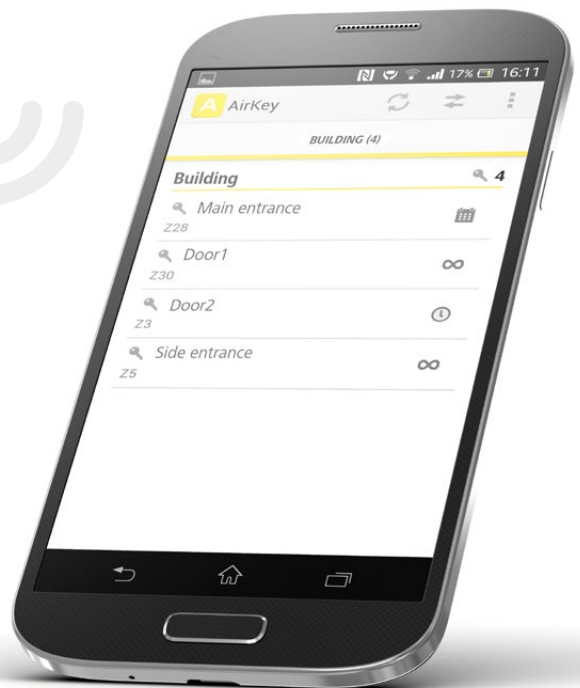 17% 16:11
A AirKey
BUILDING (4)
Building 4
Main entrance
Z28
Door1
Z30
Door2
Z3
Side entrance
Z5